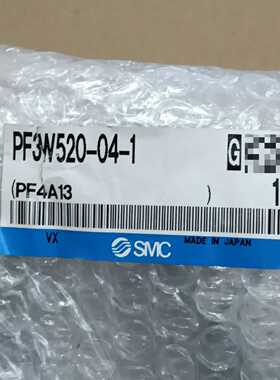 PF3W520-04-1
G
(PF4A13 )
1
VX
SMC
MADE IN JAPAN